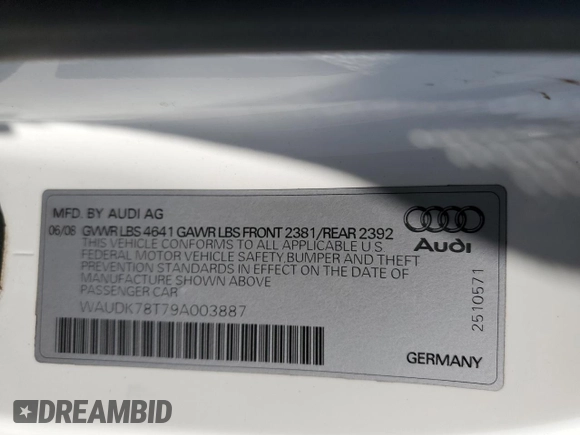 MFD. BY AUDI AG
06/08 GWWR LBS 4641 GAWR LBS FRONT 2381/REAR 2392
THIS VEHICLE CONFORMS TO ALL APPLICABLE U.S
FEDERAL MOTOR VEHICLE SAFETY,BUMPER AND THEFT
PREVENTION STANDARDS IN EFFECT ON THE DATE OF
MANUFACTURE SHOWN ABOVE
PASSENGER CAR
WAUDK78T79A003887
Audi
2510571
GERMANY
DREAMBID